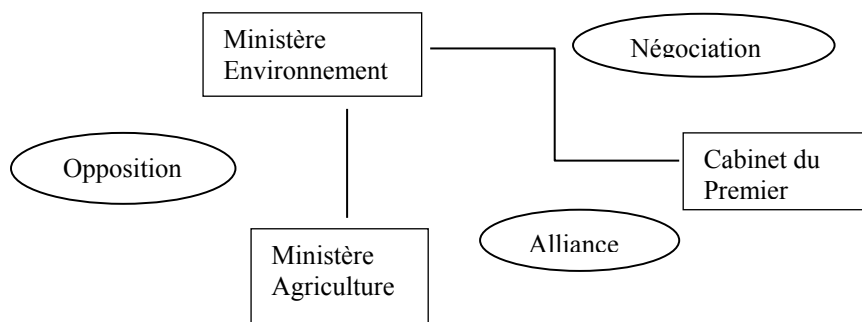 Ministère
Environnement
Négociation
Opposition
Cabinet du
Premier
Alliance
Ministère
Agriculture